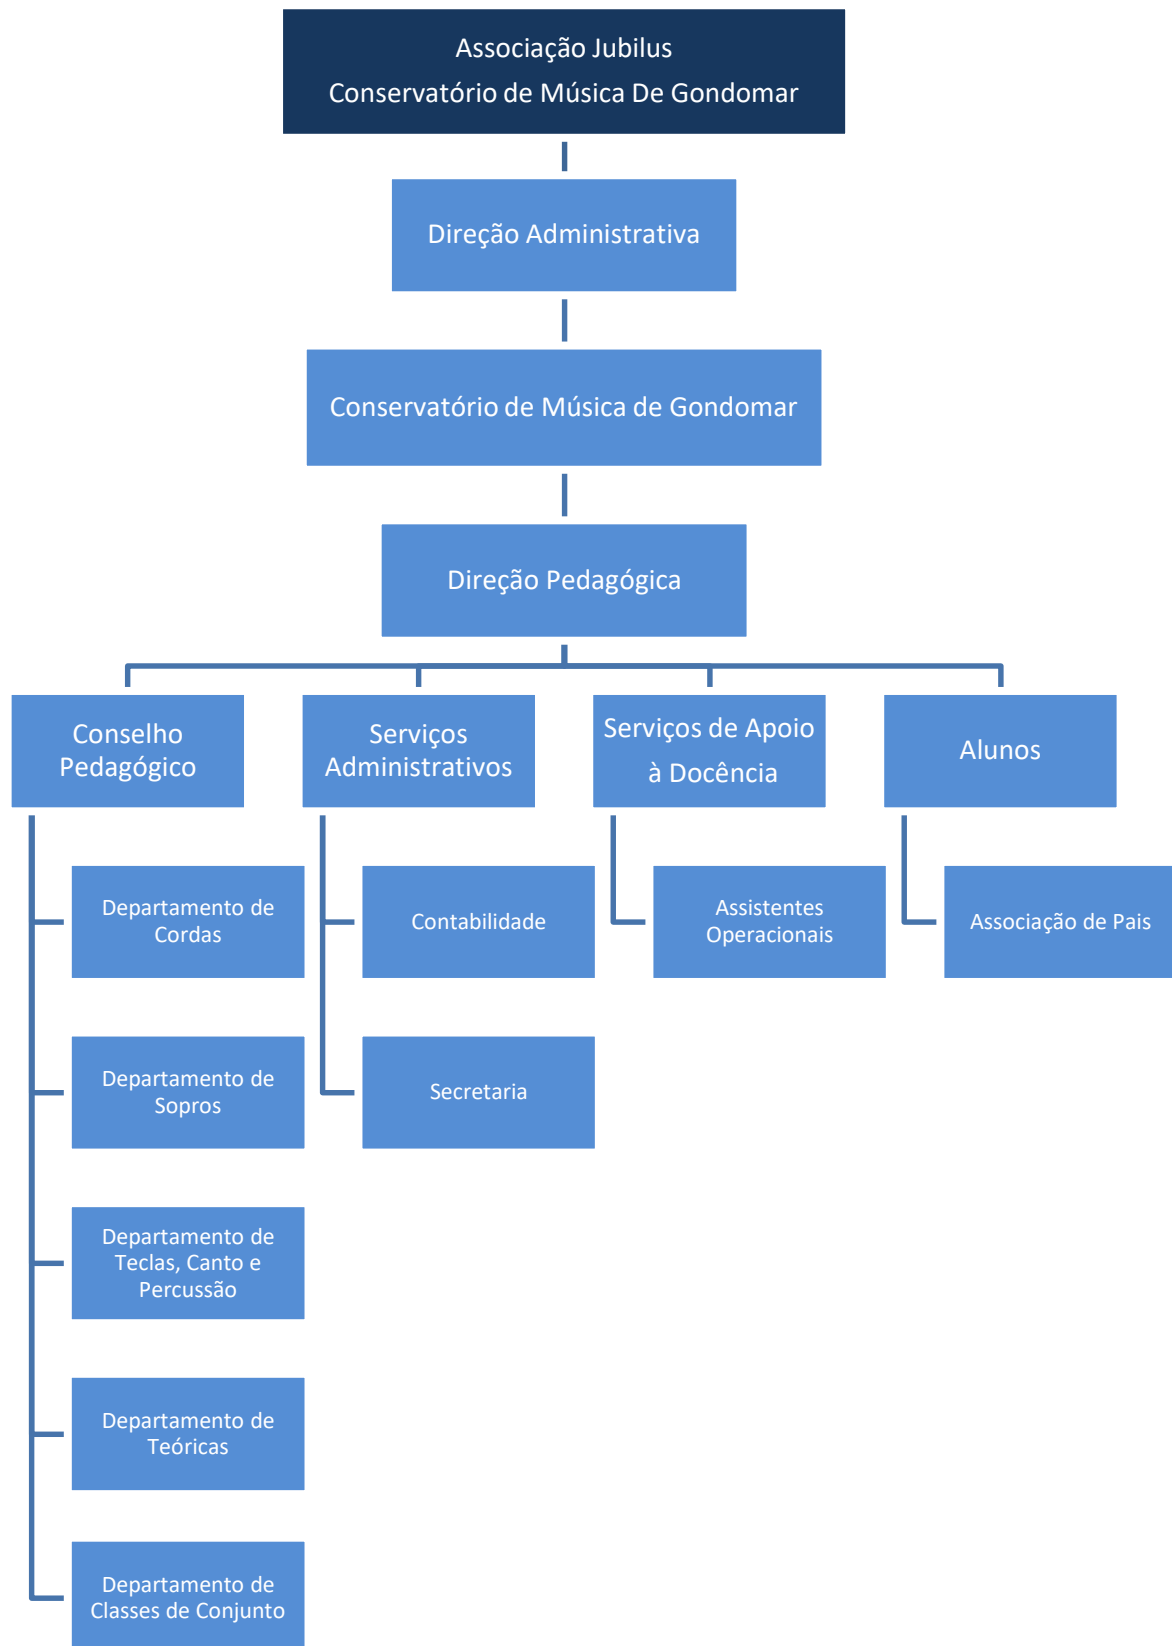 Associação Jubilus
Conservatório de Música De Gondomar
Direção Administrativa
Conservatório de Música de Gondomar
Direção Pedagógica
Conselho
Pedagógico
Serviços
Administrativos
Serviços de Apoio
à Docência
Alunos
Departamento de
Cordas
Contabilidade
Assistentes
Operacionais
Associação de Pais
Departamento de
Sopros
Secretaria
Departamento de
Teclas, Canto e
Percussão
Departamento de
Teóricas
Departamento de
Classes de Conjunto